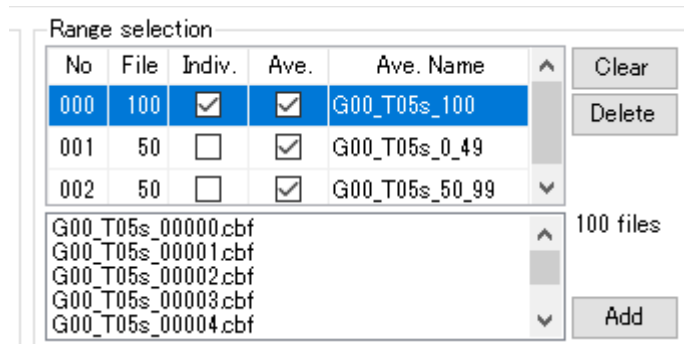 Range selection
No File Indiv. Ave. Ave. Name
Clear
000 100 G00_T05s_100
Delete
001 50 G00_T05s_0_49
002 50 G00_T05s_50_99
G00_T05s_00000.cbf
100 files
G00_T05s_00001.cbf
G00_T05s_00002.cbf
G00_T05s_00003.cbf
G00_T05s_00004.cbf
Add